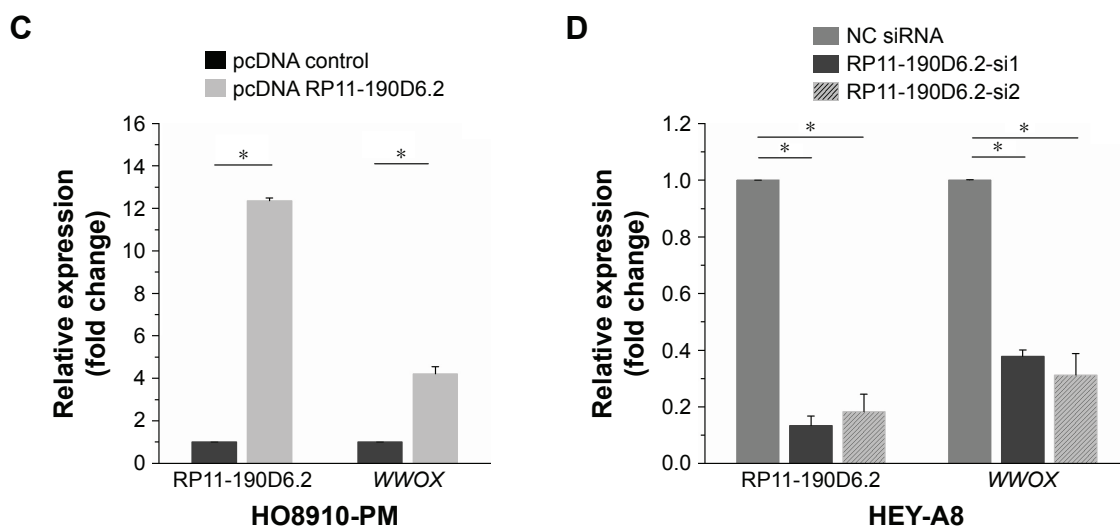 C
pcDNA control
pcDNA RP11-190D6.2
Relative expression
(fold change)
16
14
12
10
8
6
4
2
0
*
*
RP11-190D6.2
WWOX
HO8910-PM
D
NC siRNA
RP11-190D6.2-si1
RP11-190D6.2-si2
Relative expression
(fold change)
1.2
1.0
0.8
0.6
0.4
0.2
0.0
*
*
*
*
RP11-190D6.2
WWOX
HEY-A8